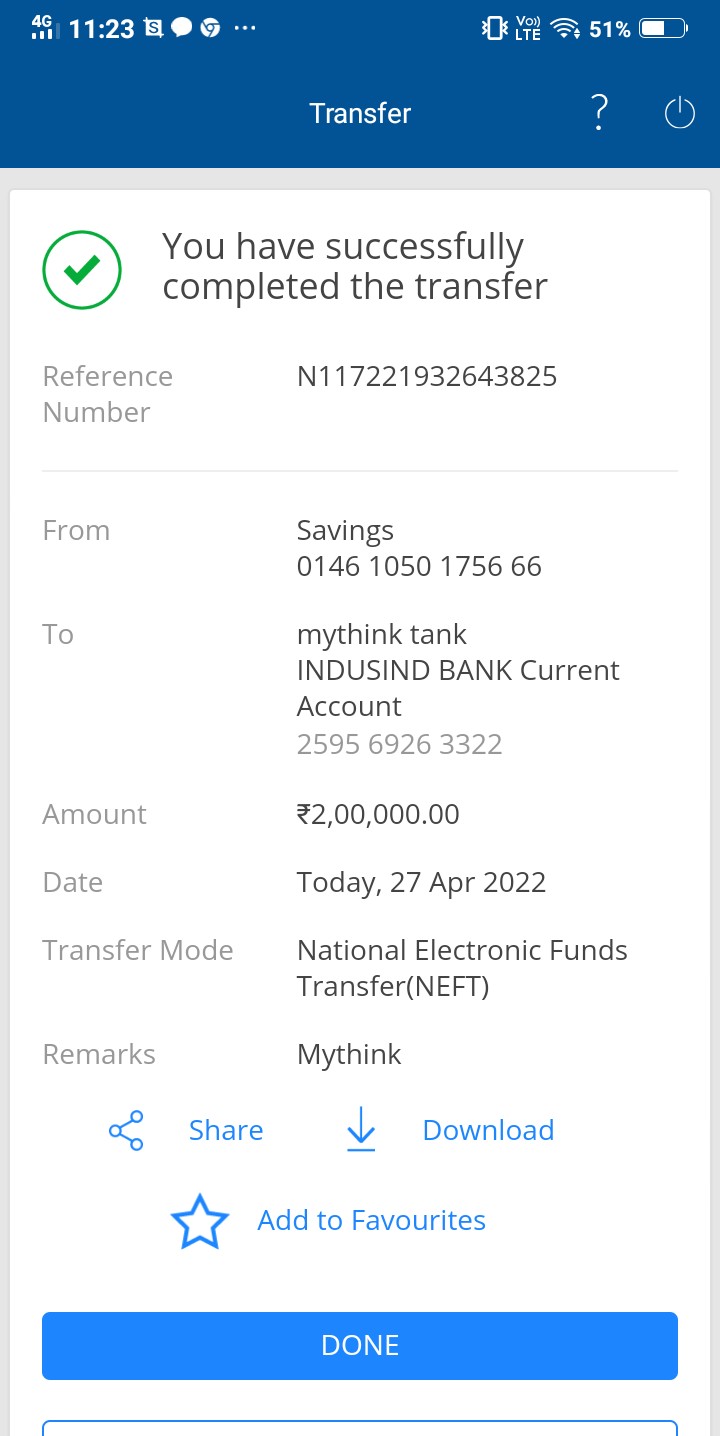 4G 11:23 51%
Vo)) LTE
Transfer ?
You have successfully
completed the transfer
Reference N117221932643825
Number
From Savings
0146 1050 1756 66
To mythink tank
INDUSIND BANK Current
Account
2595 6926 3322
Amount ₹2,00,000.00
Date Today, 27 Apr 2022
Transfer Mode National Electronic Funds
Transfer(NEFT)
Remarks Mythink
Share Download
Add to Favourites
DONE